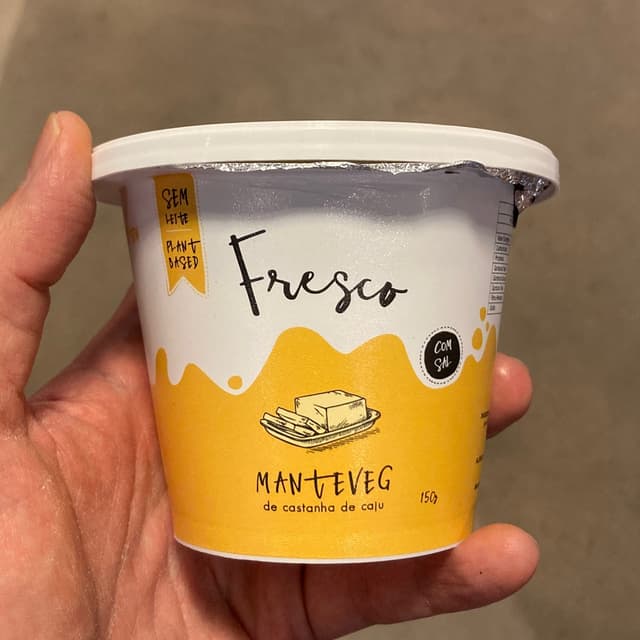 SEM
LEITE
PLANT
BASED
Fresco
COM
SAL
MANTEVEG
de castanha de caju
150g